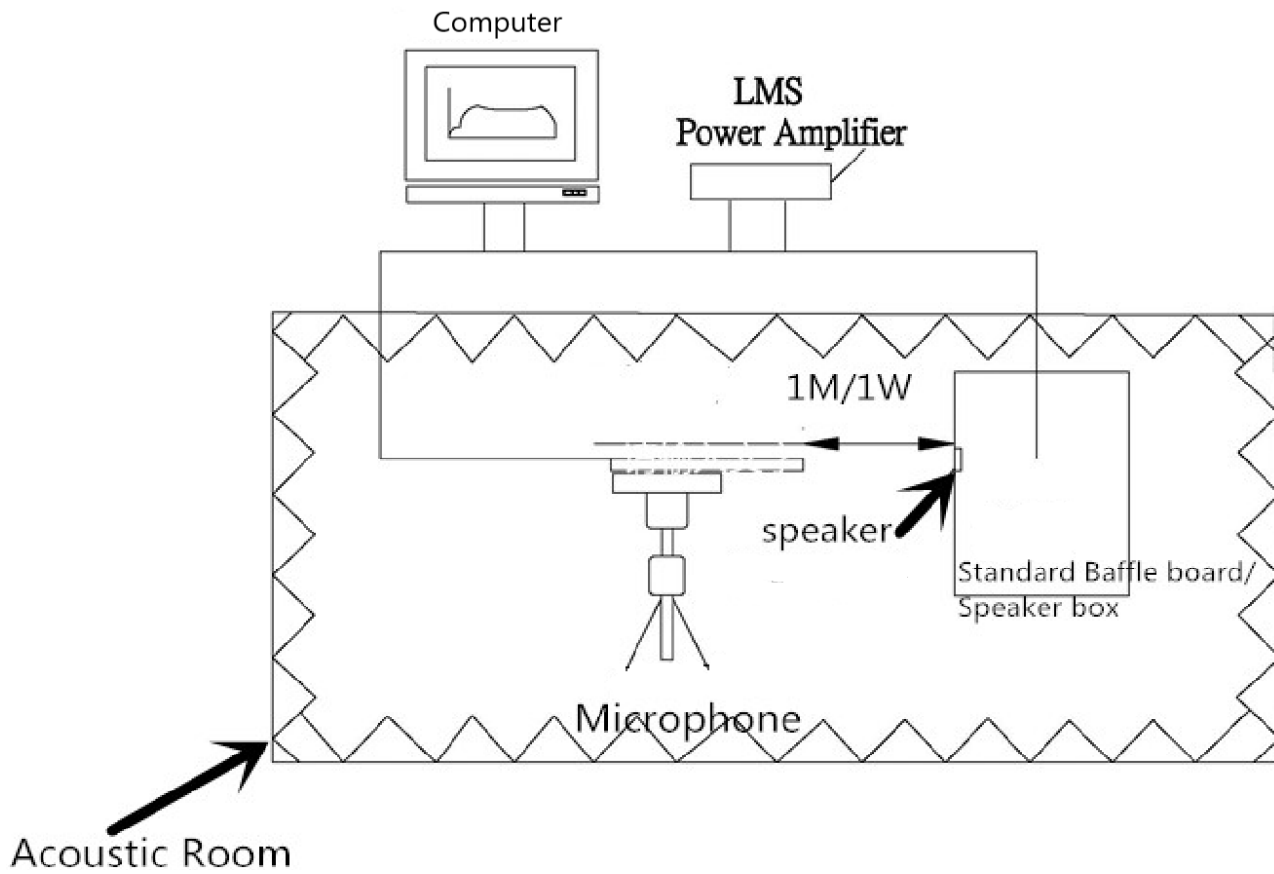 Computer
LMS
Power Amplifier
1M/1W
speaker
Standard Baffle board/
Speaker box
Microphone
Acoustic Room